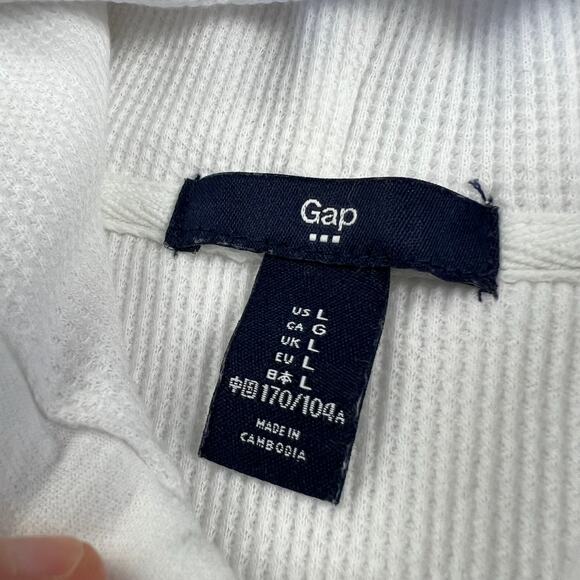 Gap
US L
CA G
UK L
EU L
日本 L
中国 170/104A
MADE IN
CAMBODIA